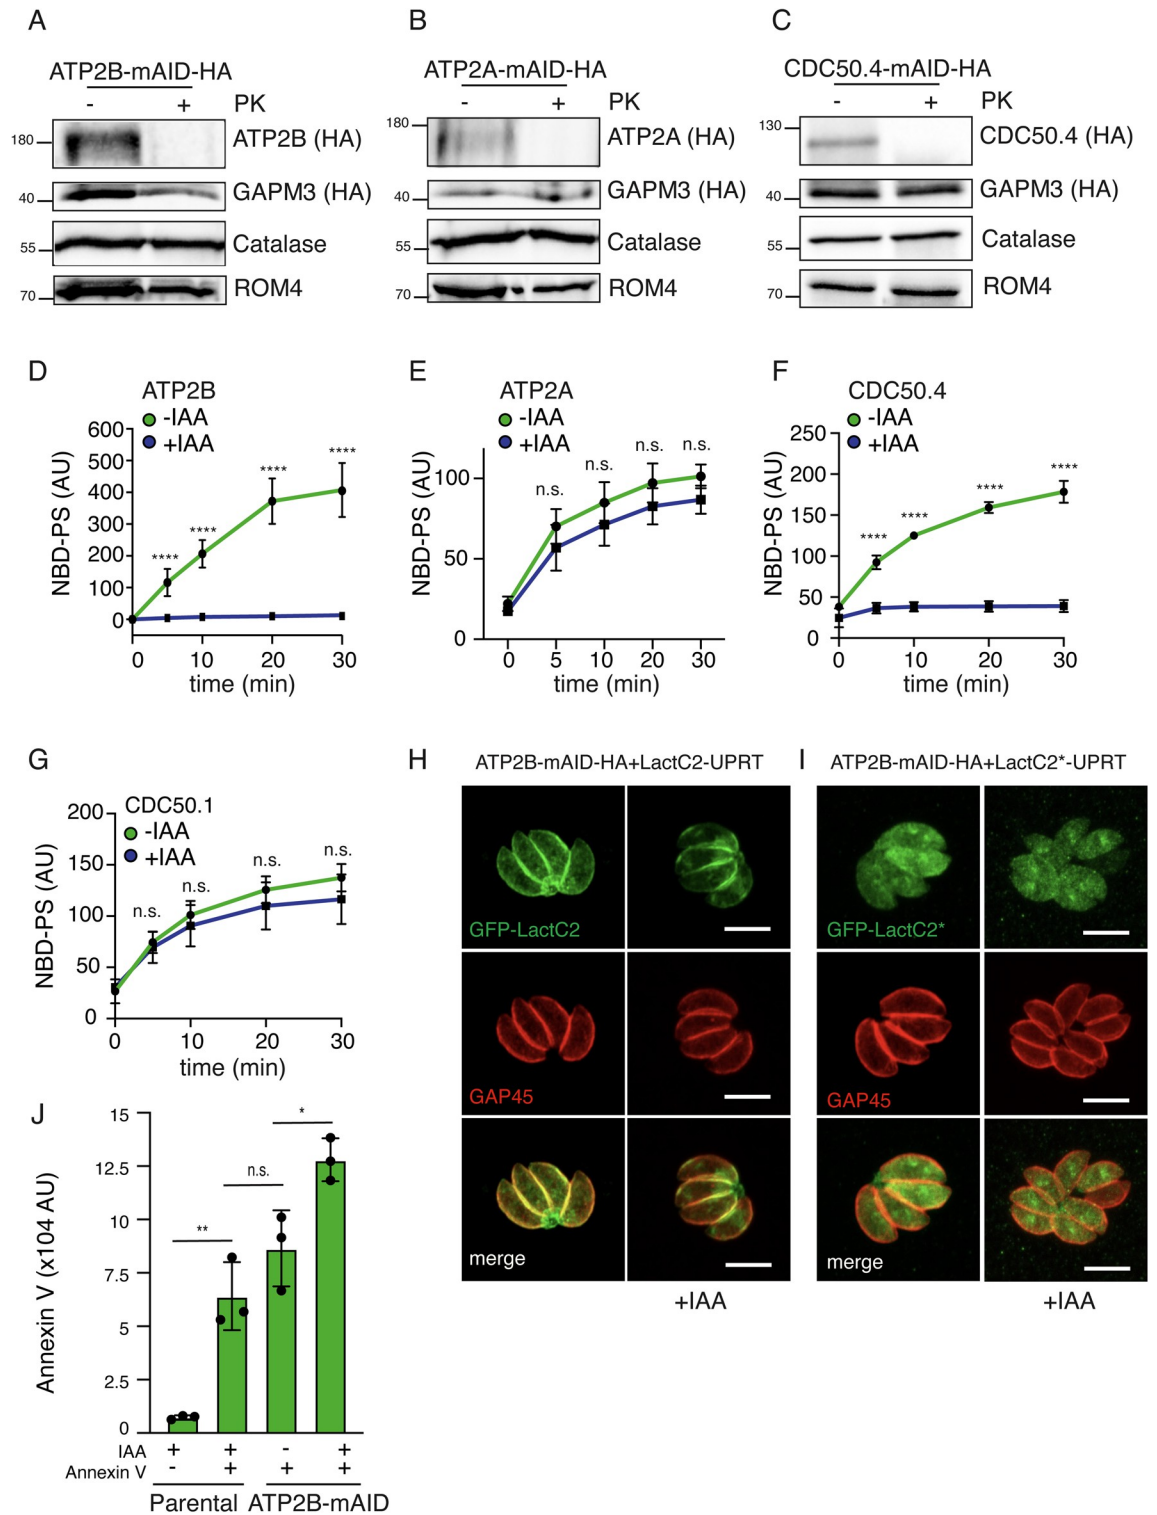 A
ATP2B-mAID-HA
- + PK
180 ATP2B (HA)
40 GAPM3 (HA)
55 Catalase
70 ROM4
B
ATP2A-mAID-HA
- + PK
180 ATP2A (HA)
40 GAPM3 (HA)
55 Catalase
70 ROM4
C
CDC50.4-mAID-HA
- + PK
130 CDC50.4 (HA)
40 GAPM3 (HA)
55 Catalase
70 ROM4
D
ATP2B
-IAA
+IAA
NBD-PS (AU)
600
500
400
300
200
100
0
**** **** **** ****
0 10 20 30
time (min)
E
ATP2A
-IAA
+IAA
NBD-PS (AU)
100
50
0
n.s. n.s. n.s. n.s.
0 5 10 20 30
time (min)
F
CDC50.4
-IAA
+IAA
NBD-PS (AU)
250
200
150
100
50
0
**** **** **** ****
0 10 20 30
time (min)
G
CDC50.1
-IAA
+IAA
NBD-PS (AU)
200
150
100
50
0
n.s. n.s. n.s. n.s.
0 10 20 30
time (min)
H
ATP2B-mAID-HA+LactC2-UPRT
GFP-LactC2
GAP45
merge
+IAA
I
ATP2B-mAID-HA+LactC2*-UPRT
GFP-LactC2*
GAP45
merge
+IAA
J
Annexin V (x104 AU)
15
12.5
10
7.5
5
2.5
0
** n.s. *
IAA + + - +
Annexin V - + + +
Parental ATP2B-mAID